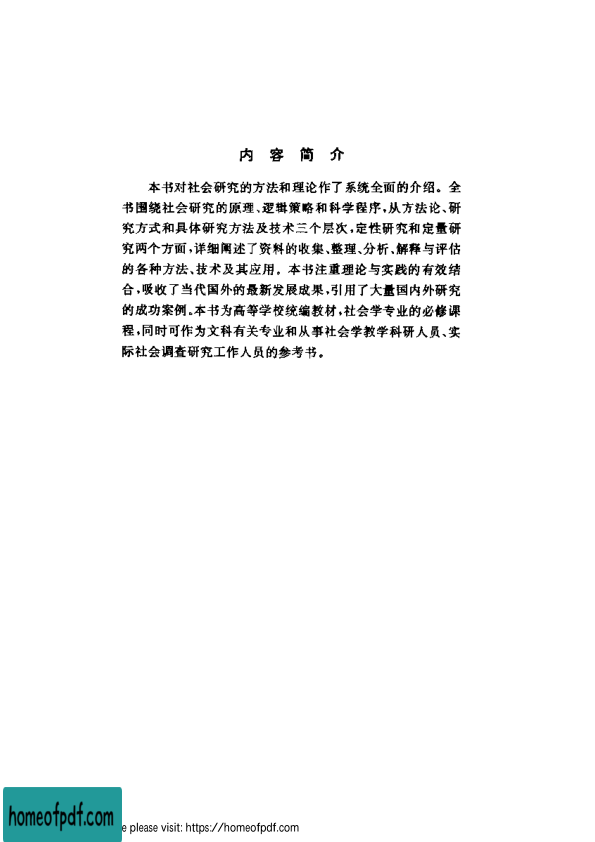 内容简介
本书对社会研究的方法和理论作了系统全面的介绍。全
书围绕社会研究的原理、逻辑策略和科学程序,从方法论、研
究方式和具体研究方法及技术三个层次,定性研究和定量研
究两个方面,详细阐述了资料的收集、整理、分析、解释与评估
的各种方法、技术及其应用。本书注重理论与实践的有效结
合,吸收了当代国外的最新发展成果,引用了大量国内外研究
的成功案例。本书为高等学校统编教材,社会学专业的必修课
程,同时可作为文科有关专业和从事社会学教学科研人员、实
际社会调查研究工作人员的参考书。
homeofpdf.com
e please visit: https://homeofpdf.com